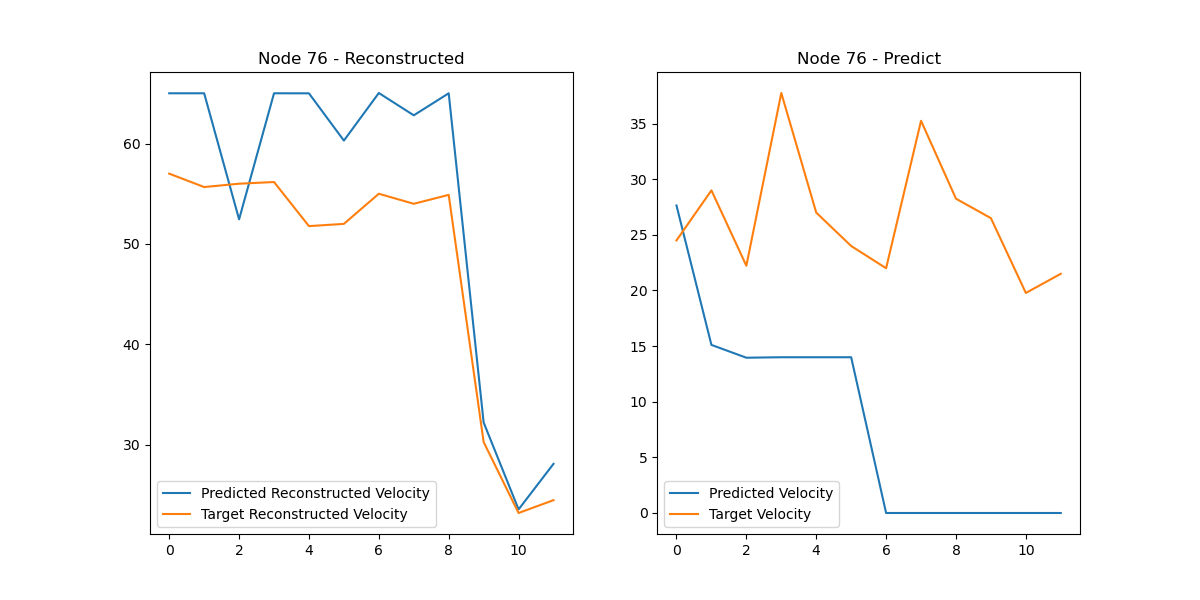 Node 76 - Reconstructed
60
50
40
30
Predicted Reconstructed Velocity
Target Reconstructed Velocity
0 2 4 6 8 10
Node 76 - Predict
35
30
25
20
15
10
5
0
Predicted Velocity
Target Velocity
0 2 4 6 8 10